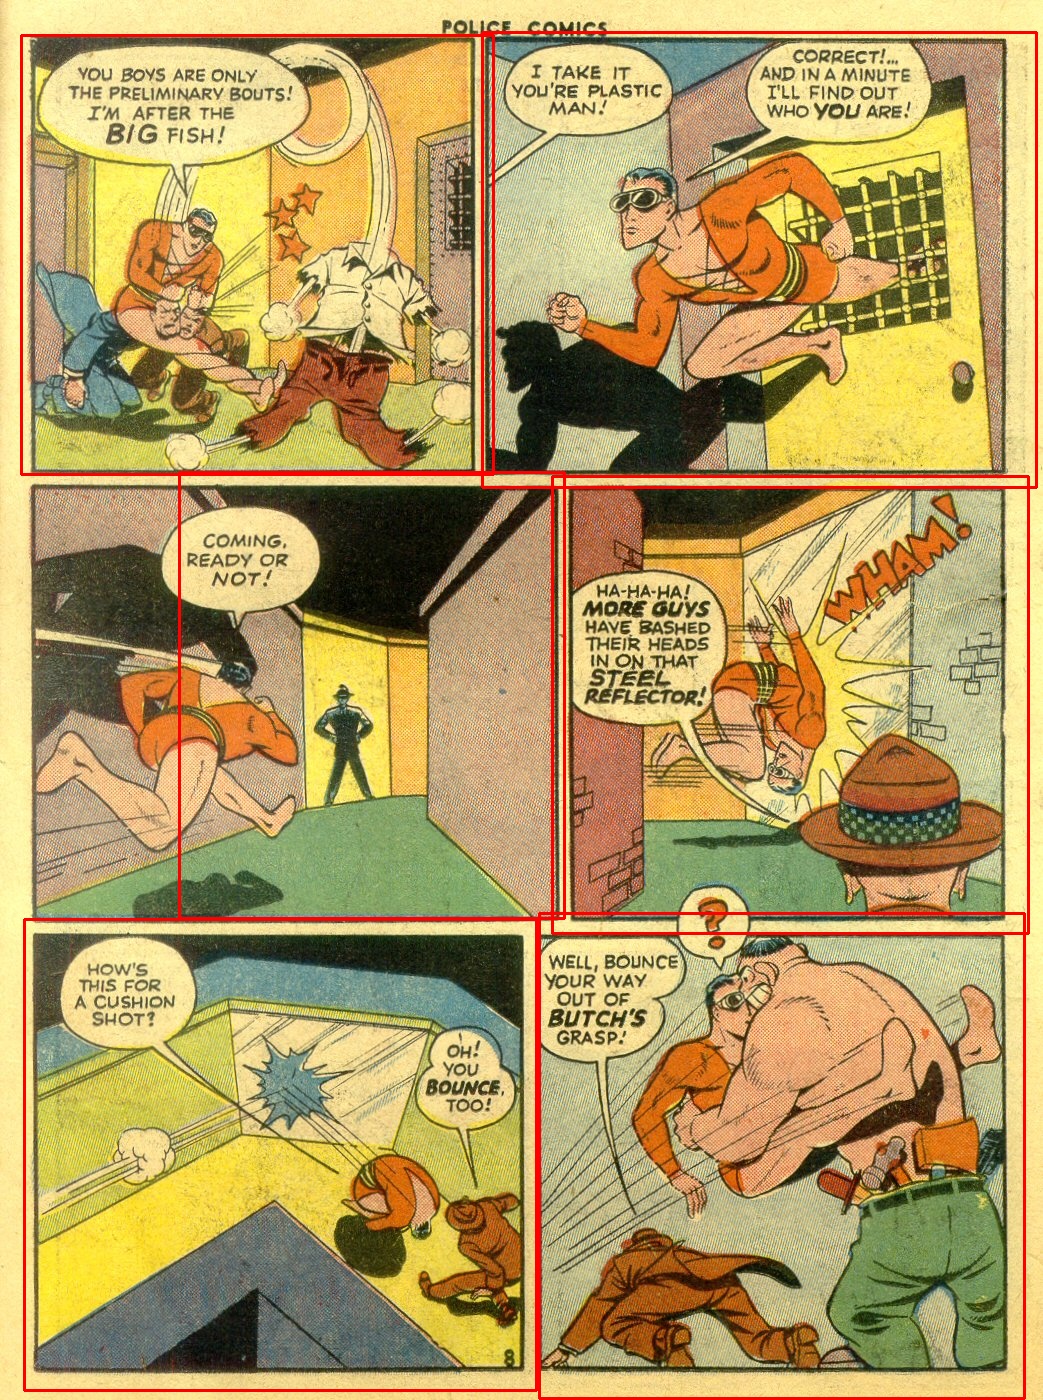 POLICE COMICS
YOU BOYS ARE ONLY
THE PRELIMINARY BOUTS!
I'M AFTER THE
BIG FISH!
I TAKE IT
YOU'RE PLASTIC
MAN!
CORRECT!...
AND IN A MINUTE
I'LL FIND OUT
WHO YOU ARE!
COMING,
READY OR
NOT!
WHAM!
HA-HA-HA!
MORE GUYS
HAVE BASHED
THEIR HEADS
IN ON THAT
STEEL
REFLECTOR!
HOW'S
THIS FOR
A CUSHION
SHOT?
OH!
YOU
BOUNCE,
TOO!
?
WELL, BOUNCE
YOUR WAY
OUT OF
BUTCH'S
GRASP!
8